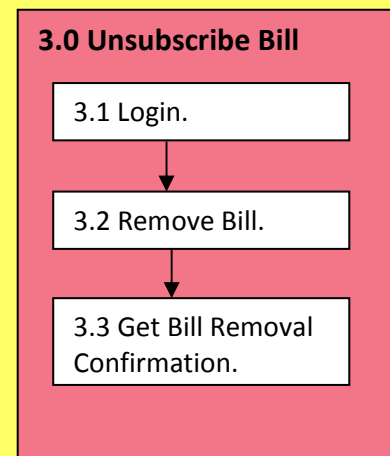 3.0 Unsubscribe Bill
3.1 Login.
3.2 Remove Bill.
3.3 Get Bill Removal
Confirmation.